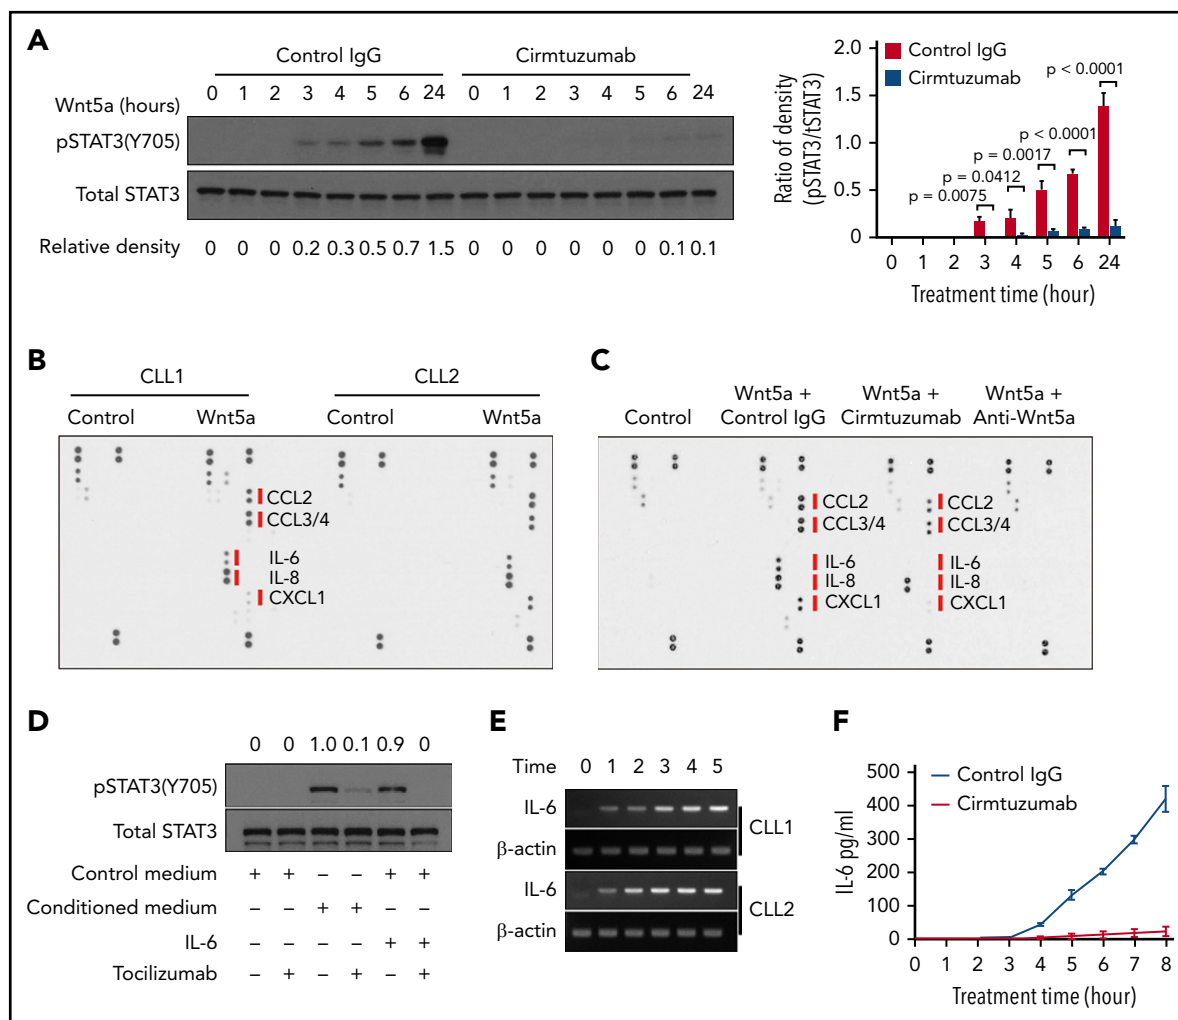 A
Control IgG Cirmtuzumab
Wnt5a (hours) 0 1 2 3 4 5 6 24 0 1 2 3 4 5 6 24
pSTAT3(Y705)
Total STAT3
Relative density 0 0 0 0.2 0.3 0.5 0.7 1.5 0 0 0 0 0 0 0.1 0.1
Ratio of density
(pSTAT3/tSTAT3)
2.0
1.5
1.0
0.5
0
Control IgG
Cirmtuzumab
p < 0.0001
p < 0.0001
p = 0.0017
p = 0.0412
p = 0.0075
0 1 2 3 4 5 6 24
Treatment time (hour)
B
CLL1 CLL2
Control Wnt5a Control Wnt5a
CCL2
CCL3/4
IL-6
IL-8
CXCL1
C
Control
Wnt5a +
Control IgG
Wnt5a +
Cirmtuzumab
Wnt5a +
Anti-Wnt5a
CCL2 CCL2
CCL3/4 CCL3/4
IL-6 IL-6
IL-8 IL-8
CXCL1 CXCL1
D
0 0 1.0 0.1 0.9 0
pSTAT3(Y705)
Total STAT3
Control medium + + – – + +
Conditioned medium – – + + – –
IL-6 – – – – + +
Tocilizumab – + – + – +
E
Time 0 1 2 3 4 5
IL-6
β-actin
CLL1
IL-6
β-actin
CLL2
F
IL-6 pg/ml
500
400
300
200
100
0
Control IgG
Cirmtuzumab
0 1 2 3 4 5 6 7 8
Treatment time (hour)